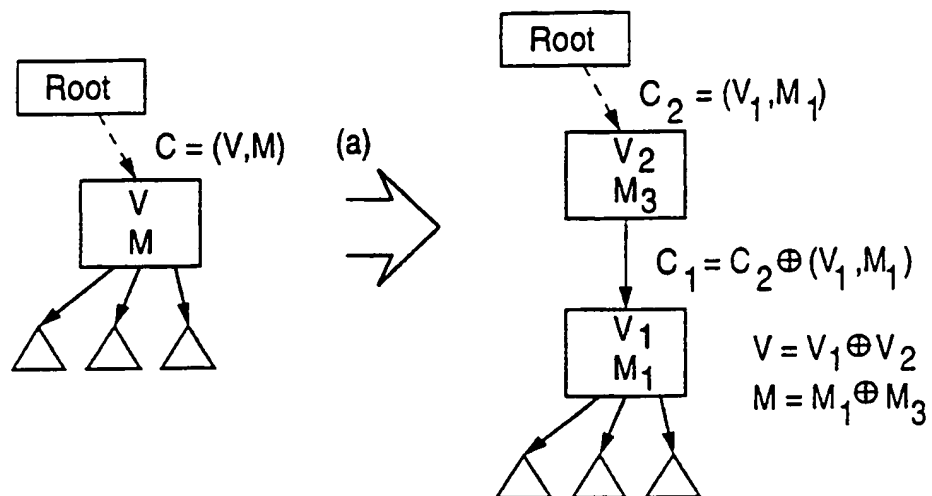 Root
C = (V,M)
V
M
(a)
Root
C₂ = (V₁,M₁)
V₂
M₃
C₁ = C₂ ⊕ (V₁,M₁)
V₁
M₁
V = V₁ ⊕ V₂
M = M₁ ⊕ M₃